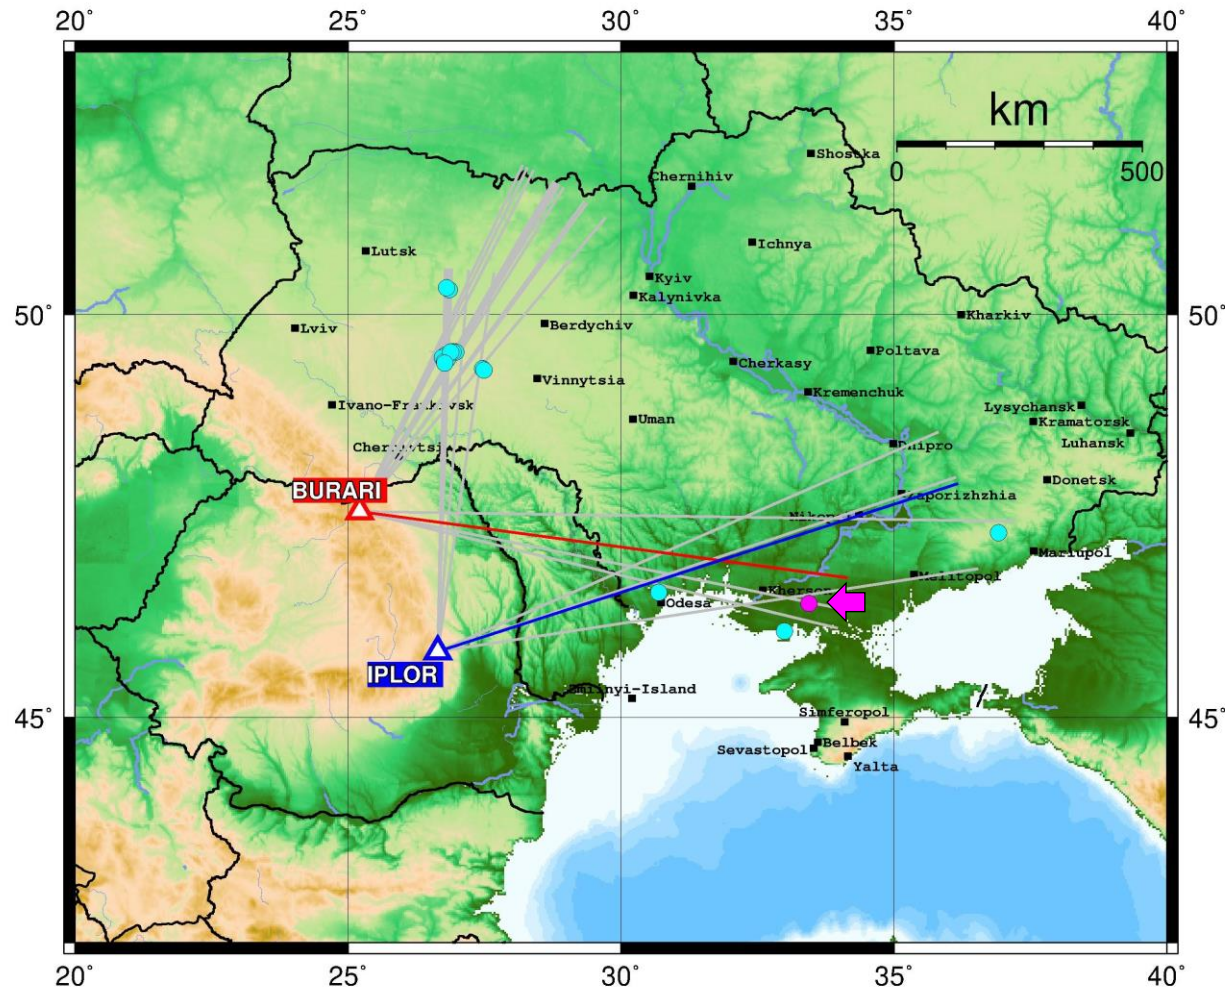 20° 25° 30° 35° 40°
km
0 500
Shostka
Chernihiv
Lutsk
Ichnya
Kyiv
Kalynivka
50° 50°
Lviv
Berdychiv
Kharkiv
Cherkasy
Poltava
Vinnytsia
Kremenchuk
Ivano-Frankivsk
Lysychansk
Uman
Kramatorsk
Luhansk
Chernivtsi
Dnipro
Donetsk
BURARI
Zaporizhzhia
Mariupol
Melitopol
Kherson
Odesa
IPLOR
Zmiinyi-Island
45° 45°
Simferopol
Sevastopol
Belbek
Yalta
20° 25° 30° 35° 40°